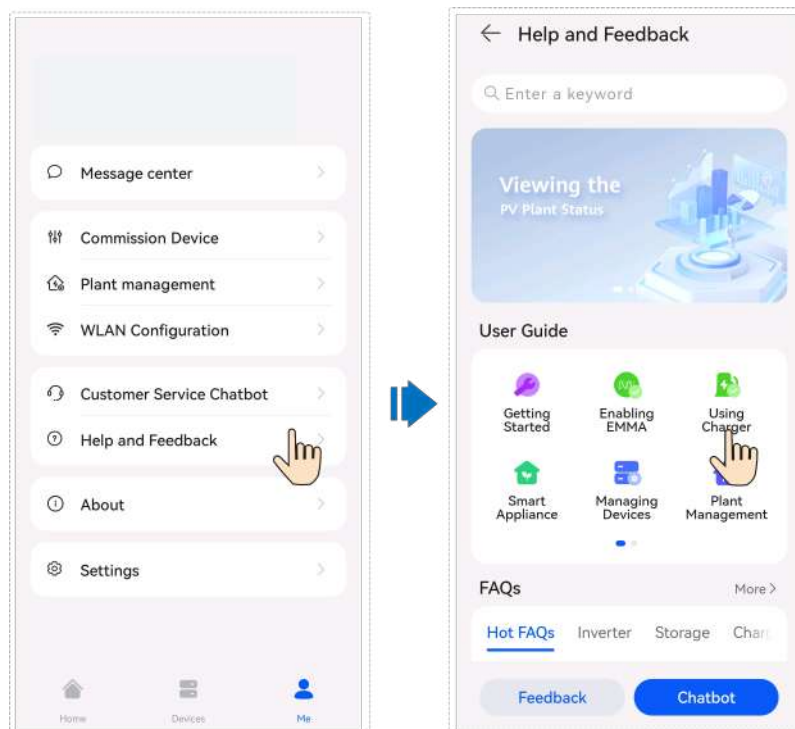 Message center
Commission Device
Plant management
WLAN Configuration
Customer Service Chatbot
Help and Feedback
About
Settings
Home
Devices
Me
Help and Feedback
Enter a keyword
Viewing the
PV Plant Status
User Guide
Getting
Started
Enabling
EMMA
Using
Charger
Smart
Appliance
Managing
Devices
Plant
Management
FAQs
More >
Hot FAQs
Inverter
Storage
Feedback
Chatbot